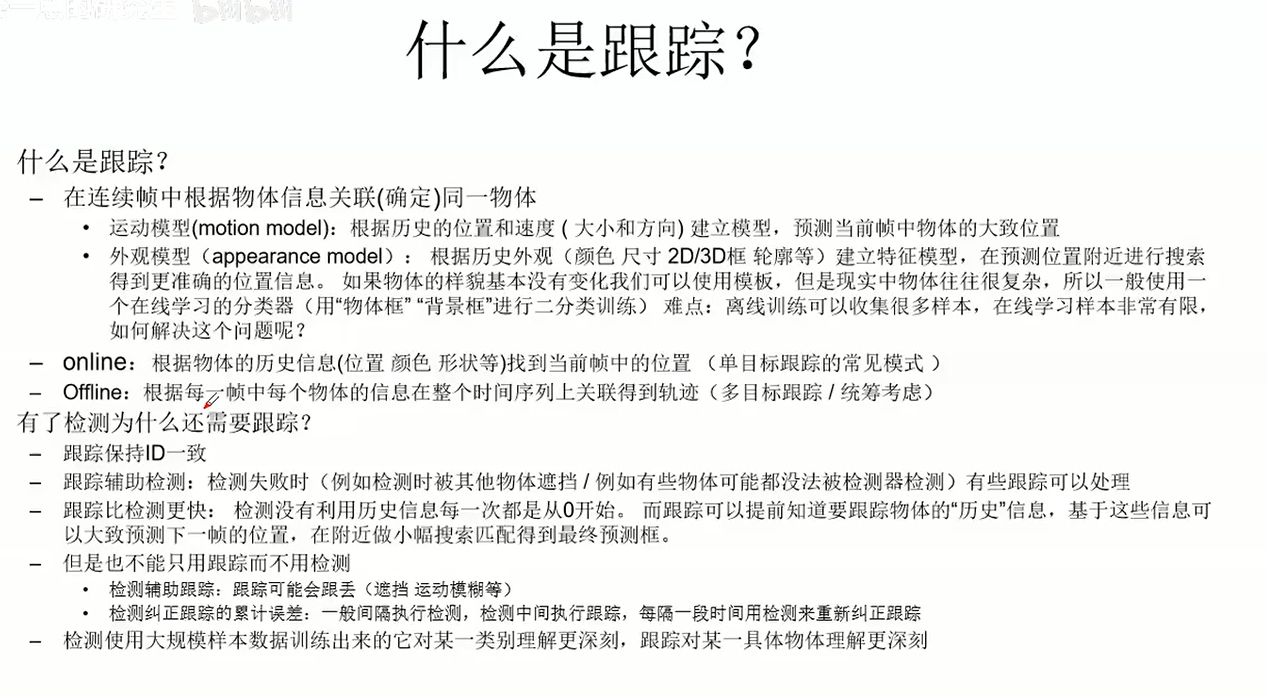 什么是跟踪？
什么是跟踪？
– 在连续帧中根据物体信息关联(确定)同一物体
• 运动模型(motion model)：根据历史的位置和速度 ( 大小和方向) 建立模型，预测当前帧中物体的大致位置
• 外观模型（appearance model）： 根据历史外观（颜色 尺寸 2D/3D框 轮廓等）建立特征模型，在预测位置附近进行搜索
得到更准确的位置信息。 如果物体的样貌基本没有变化我们可以使用模板，但是现实中物体往往很复杂，所以一般使用一
个在线学习的分类器（用“物体框” “背景框”进行二分类训练） 难点：离线训练可以收集很多样本，在线学习样本非常有限，
如何解决这个问题呢？
– online： 根据物体的历史信息(位置 颜色 形状等)找到当前帧中的位置 （单目标跟踪的常见模式 ）
– Offline：根据每一帧中每个物体的信息在整个时间序列上关联得到轨迹（多目标跟踪 / 统筹考虑）
有了检测为什么还需要跟踪？
– 跟踪保持ID一致
– 跟踪辅助检测：检测失败时（例如检测时被其他物体遮挡 / 例如有些物体可能都没法被检测器检测）有些跟踪可以处理
– 跟踪比检测更快： 检测没有利用历史信息每一次都是从0开始。 而跟踪可以提前知道要跟踪物体的“历史”信息，基于这些信息可
以大致预测下一帧的位置，在附近做小幅搜索匹配得到最终预测框。
– 但是也不能只用跟踪而不用检测
• 检测辅助跟踪：跟踪可能会跟丢（遮挡 运动模糊等）
• 检测纠正跟踪的累计误差：一般间隔执行检测，检测中间执行跟踪，每隔一段时间用检测来重新纠正跟踪
– 检测使用大规模样本数据训练出来的它对某一类别理解更深刻，跟踪对某一具体物体理解更深刻